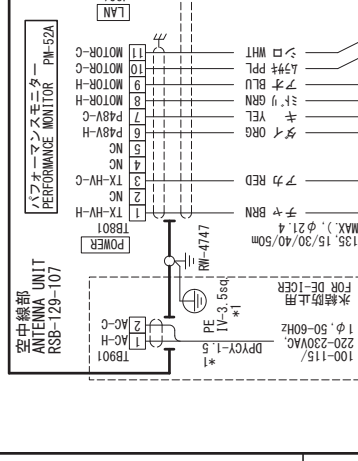 空中線部
ANTENNA UNIT
RSB-129-107
100-115/
220-230VAC,
1φ, 50-60Hz
氷結防止用
FOR DE-ICER
*1
DPYCY-1.5
TB901
1 AC-H
2 AC-C
PE
IV-3.5sq.
*1
RW-4747
135, 15/30/40/50m
MAX.), φ21.4
POWER
TB801
チャ BRN 1 TX-HV-H
2 NC
アカ RED 3 TX-HV-C
4 NC
5 NC
ダイ ORG 6 P48V-H
キ YEL 7 P48V-C
ミドリ GRN 8 MOTOR-H
アオ BLU 9 MOTOR-H
ムラサキ PPL 10 MOTOR-C
シロ WHT 11 MOTOR-C
LAN
パフォーマンスモニター
PERFORMANCE MONITOR PM-52A